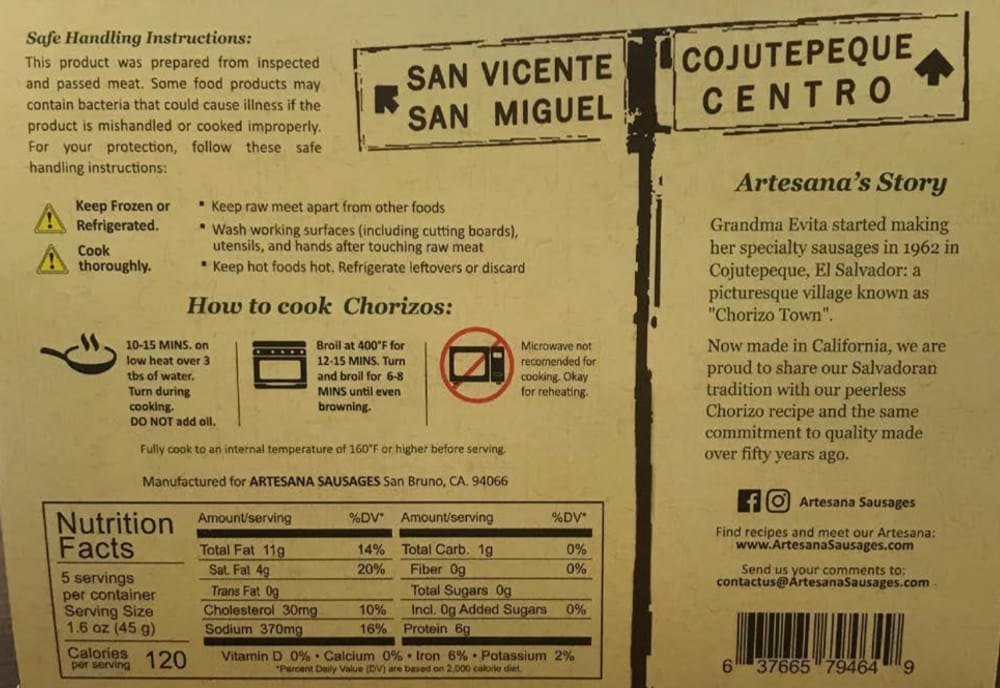 Safe Handling Instructions:
This product was prepared from inspected
and passed meat. Some food products may
contain bacteria that could cause illness if the
product is mishandled or cooked improperly.
For your protection, follow these safe
handling instructions:
Keep Frozen or
Refrigerated.
Cook
thoroughly.
▪ Keep raw meet apart from other foods
▪ Wash working surfaces (including cutting boards),
utensils, and hands after touching raw meat
▪ Keep hot foods hot. Refrigerate leftovers or discard
How to cook Chorizos:
10-15 MINS. on
low heat over 3
tbs of water.
Turn during
cooking.
DO NOT add oil.
Broil at 400°F for
12-15 MINS. Turn
and broil for 6-8
MINS until even
browning.
Microwave not
recomended for
cooking. Okay
for reheating.
Fully cook to an internal temperature of 160°F or higher before serving.
Manufactured for ARTESANA SAUSAGES San Bruno, CA. 94066
Nutrition
Facts
5 servings
per container
Serving Size
1.6 oz (45 g)
Calories
per serving 120
Amount/serving %DV*
Total Fat 11g 14%
Sat. Fat 4g 20%
Trans Fat 0g
Cholesterol 30mg 10%
Sodium 370mg 16%
Amount/serving %DV*
Total Carb. 1g 0%
Fiber 0g 0%
Total Sugars 0g
Incl. 0g Added Sugars 0%
Protein 6g
Vitamin D 0% • Calcium 0% • Iron 6% • Potassium 2%
*Percent Daily Value (DV) are based on 2,000 calorie diet.
SAN VICENTE
SAN MIGUEL
COJUTEPEQUE
CENTRO
Artesana's Story
Grandma Evita started making
her specialty sausages in 1962 in
Cojutepeque, El Salvador: a
picturesque village known as
"Chorizo Town".
Now made in California, we are
proud to share our Salvadoran
tradition with our peerless
Chorizo recipe and the same
commitment to quality made
over fifty years ago.
Artesana Sausages
Find recipes and meet our Artesana:
www.ArtesanaSausages.com
Send us your comments to:
contactus@ArtesanaSausages.com
6 37665 79464 9